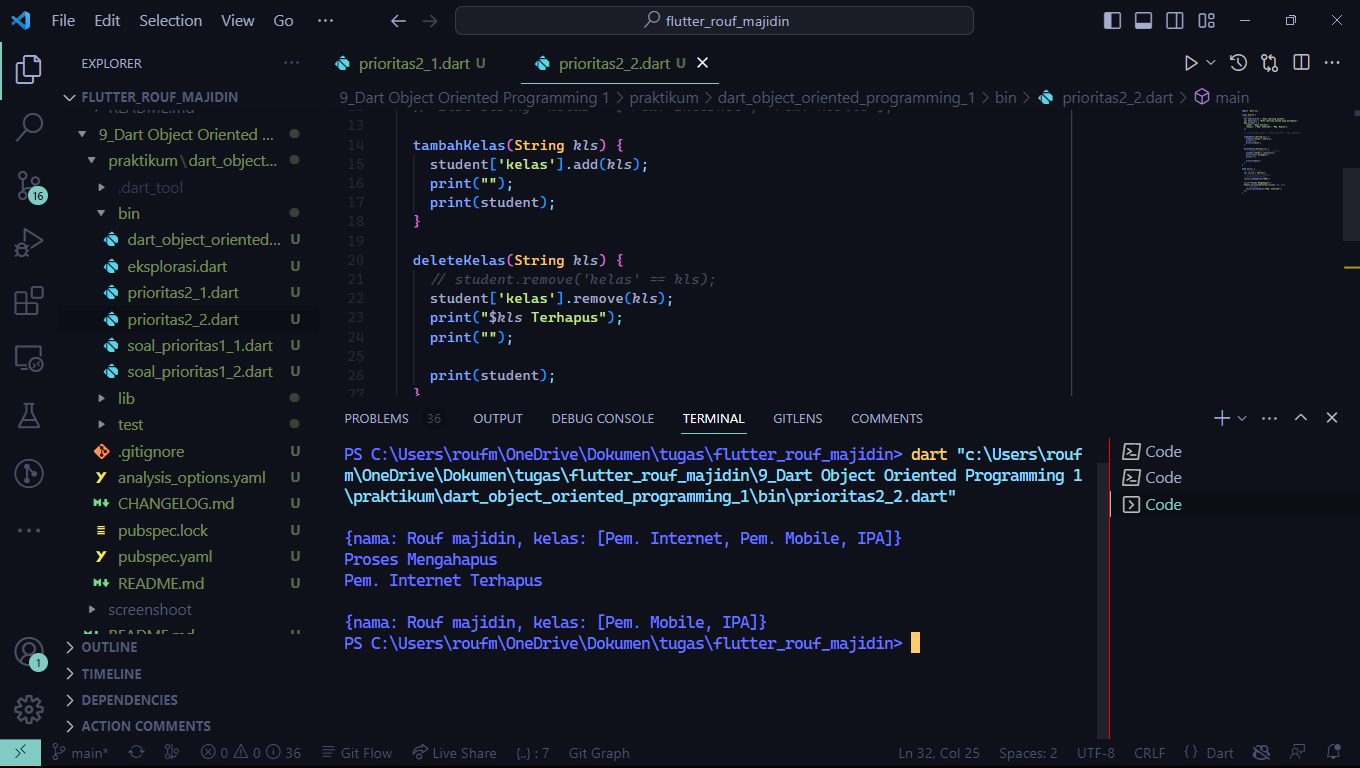 File Edit Selection View Go ··· flutter_rouf_majidin
EXPLORER ···
FLUTTER_ROUF_MAJIDIN
README.md
9_Dart Object Oriented ...
praktikum \ dart_object...
.dart_tool
bin
dart_object_oriented... U
eksplorasi.dart U
prioritas2_1.dart U
prioritas2_2.dart U
soal_prioritas1_1.dart U
soal_prioritas1_2.dart U
lib
test
.gitignore U
analysis_options.yaml U
CHANGELOG.md U
pubspec.lock U
pubspec.yaml U
README.md U
screenshoot
README.md U
OUTLINE
TIMELINE
DEPENDENCIES
ACTION COMMENTS
16
1
prioritas2_1.dart U prioritas2_2.dart U
9_Dart Object Oriented Programming 1 > praktikum > dart_object_oriented_programming_1 > bin > prioritas2_2.dart > main
13
14 tambahKelas(String kls) {
15 student['kelas'].add(kls);
16 print("");
17 print(student);
18 }
19
20 deleteKelas(String kls) {
21 // student.remove('kelas' == kls);
22 student['kelas'].remove(kls);
23 print("$kls Terhapus");
24 print("");
25
26 print(student);
27 }
PROBLEMS 36 OUTPUT DEBUG CONSOLE TERMINAL GITLENS COMMENTS
PS C:\Users\roufm\OneDrive\Dokumen\tugas\flutter_rouf_majidin> dart "c:\Users\rouf
m\OneDrive\Dokumen\tugas\flutter_rouf_majidin\9_Dart Object Oriented Programming 1
\praktikum\dart_object_oriented_programming_1\bin\prioritas2_2.dart"
{nama: Rouf majidin, kelas: [Pem. Internet, Pem. Mobile, IPA]}
Proses Mengahapus
Pem. Internet Terhapus
{nama: Rouf majidin, kelas: [Pem. Mobile, IPA]}
PS C:\Users\roufm\OneDrive\Dokumen\tugas\flutter_rouf_majidin>
Code
Code
Code
main* 0 0 36 Git Flow Live Share {..} : 7 Git Graph Ln 32, Col 25 Spaces: 2 UTF-8 CRLF {} Dart